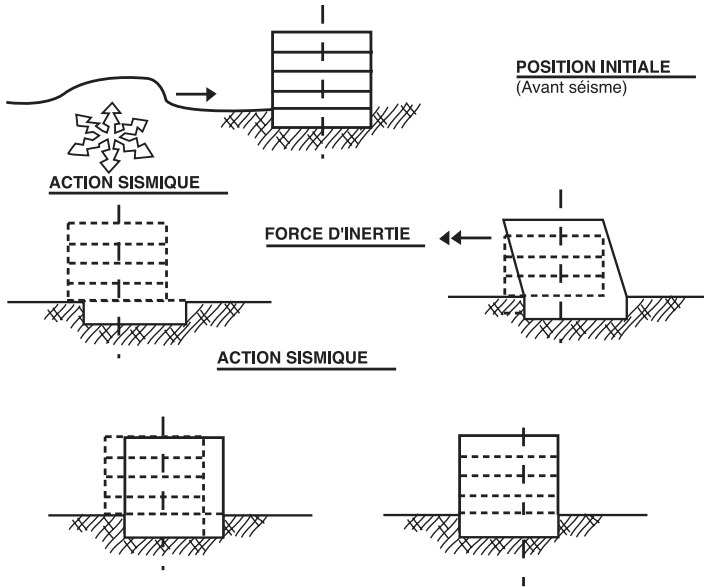 POSITION INITIALE
(Avant séisme)
ACTION SISMIQUE
FORCE D'INERTIE
ACTION SISMIQUE